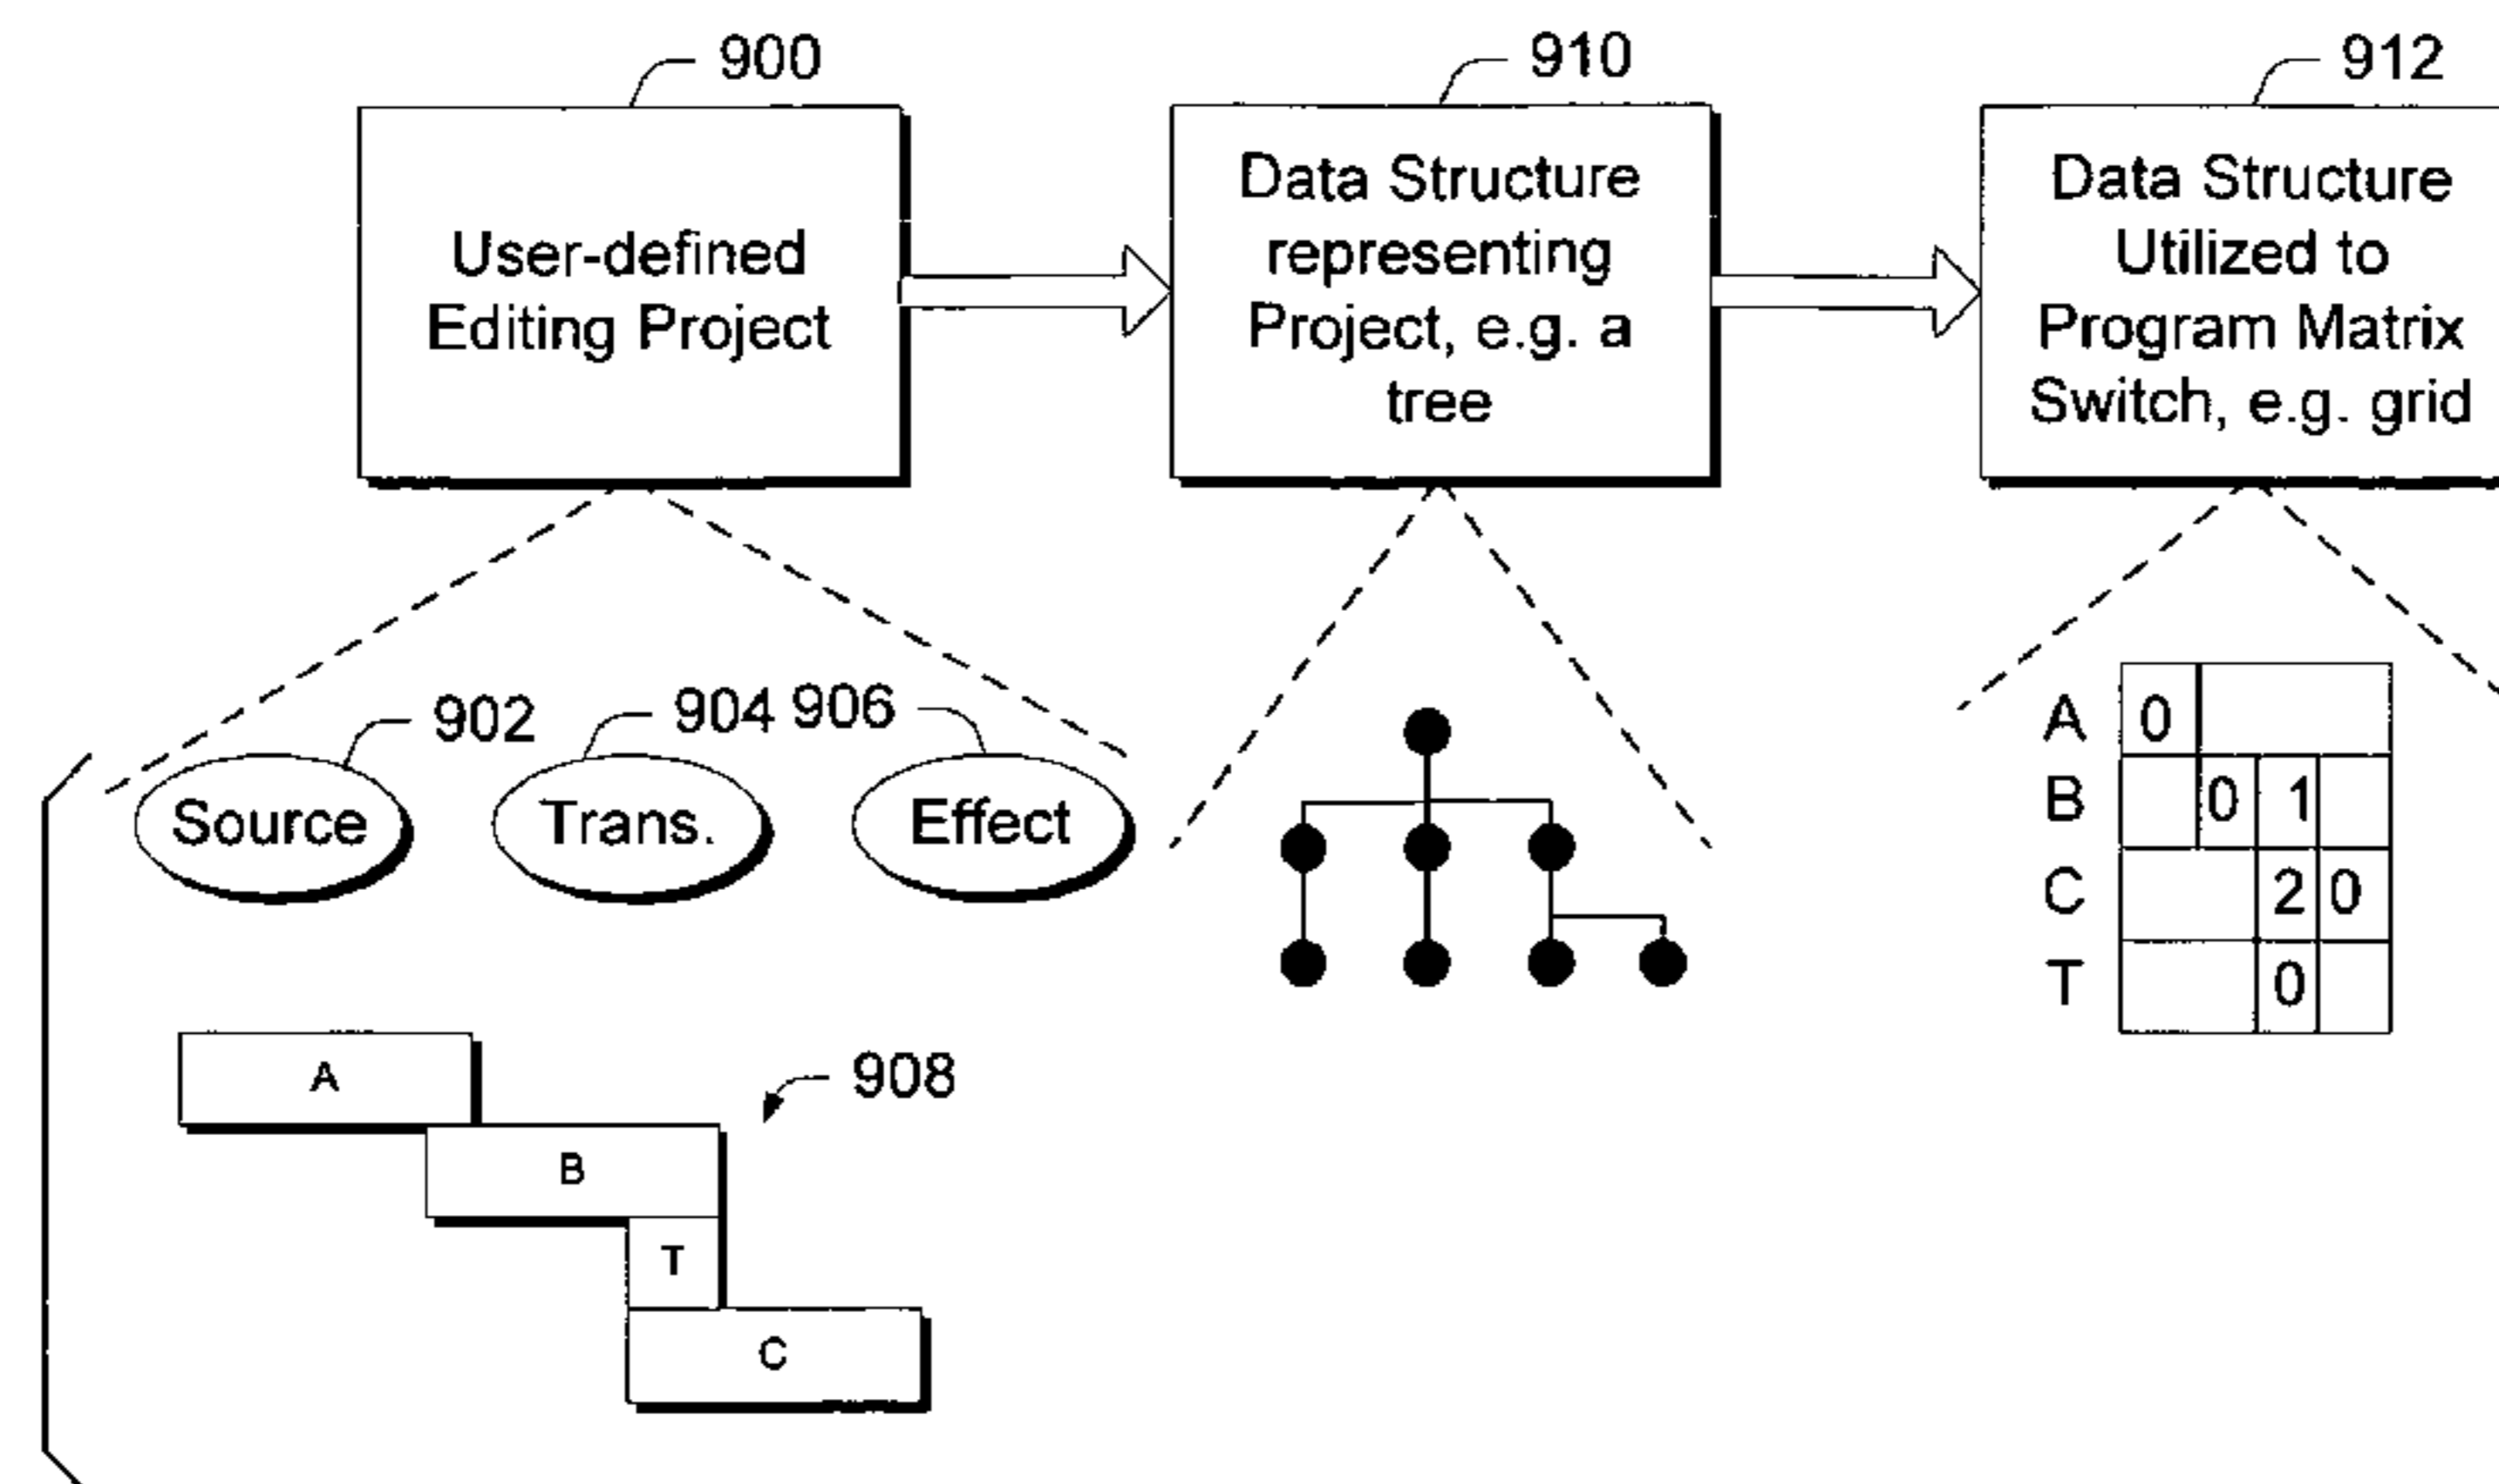 900
910
912
User-defined
Editing Project
Data Structure
representing
Project, e.g. a
tree
Data Structure
Utilized to
Program Matrix
Switch, e.g. grid
902
904
906
Source
Trans.
Effect
A
B
T
C
908
A 0
B 0 1
C 2 0
T 0